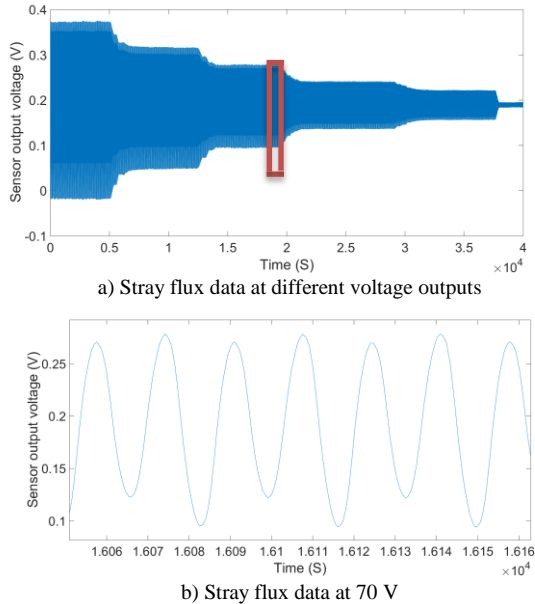 0.4
0.3
0.2
0.1
0
-0.1
Sensor output voltage (V)
0 0.5 1 1.5 2 2.5 3 3.5 4
Time (S)
×10⁴
a) Stray flux data at different voltage outputs
0.25
0.2
0.15
0.1
Sensor output voltage (V)
1.606 1.607 1.608 1.609 1.61 1.611 1.612 1.613 1.614 1.615 1.616
Time (S)
×10⁴
b) Stray flux data at 70 V